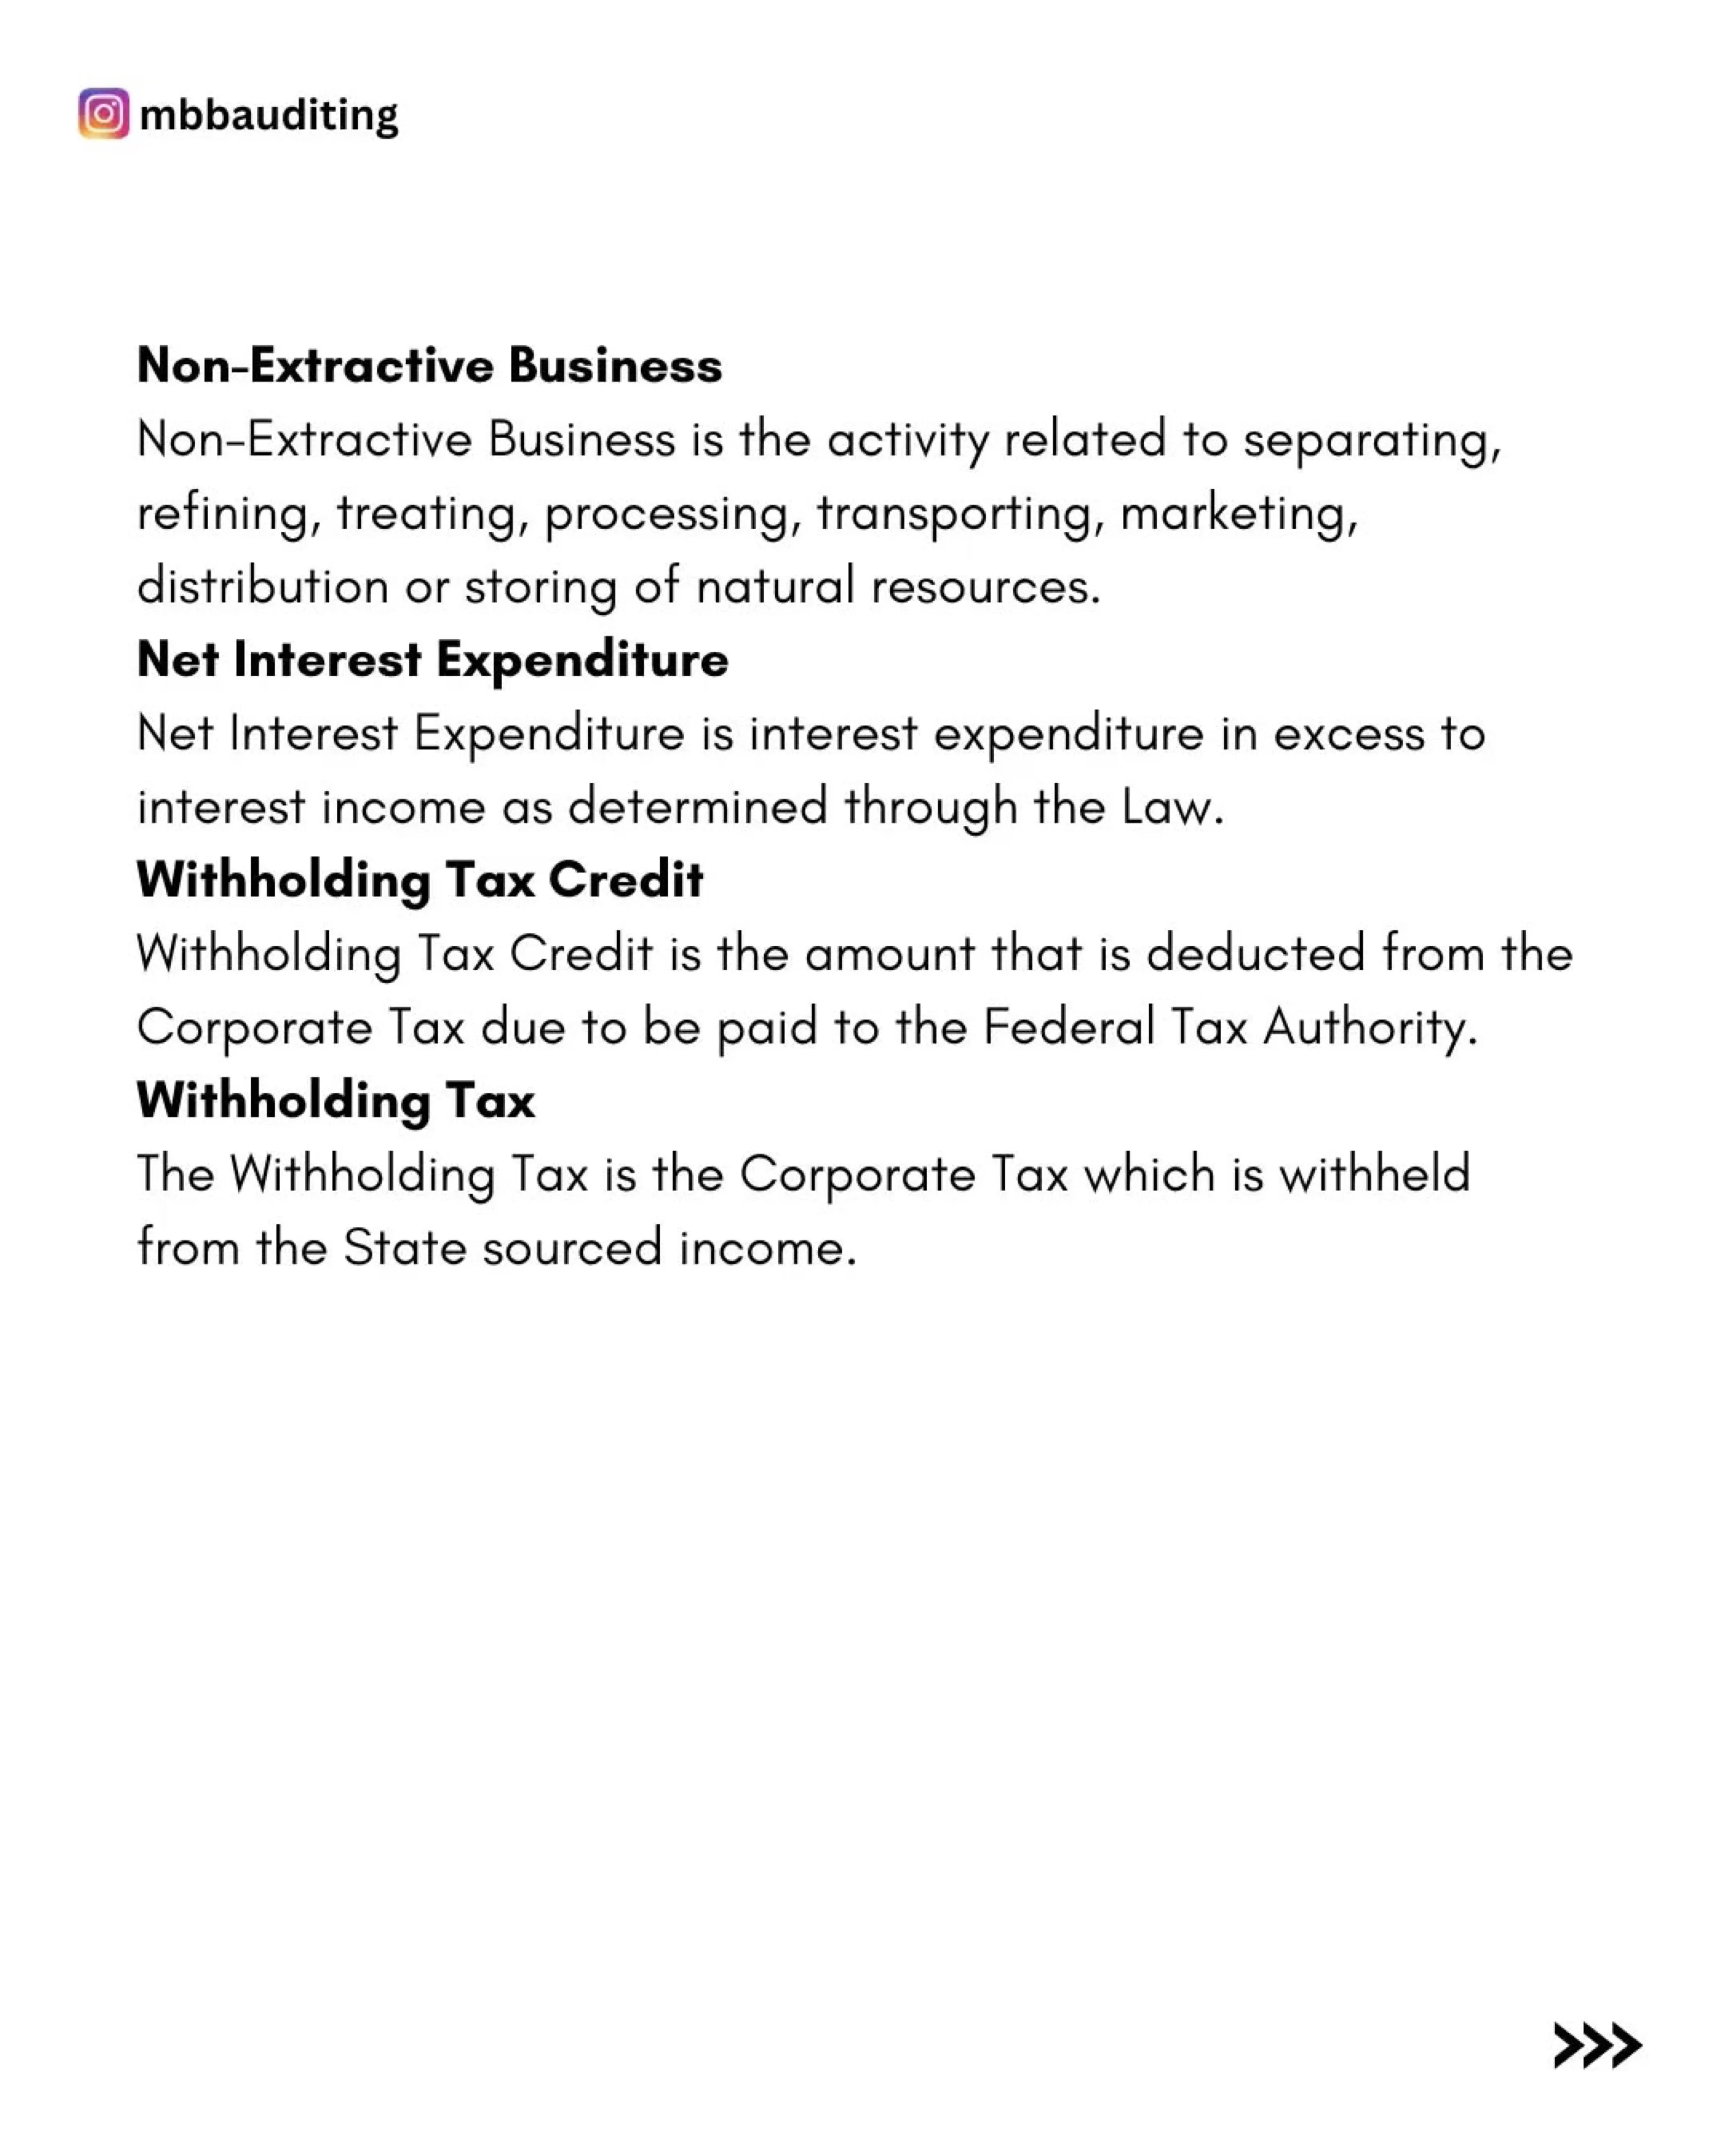 mbbauditing
Non-Extractive Business
Non-Extractive Business is the activity related to separating,
refining, treating, processing, transporting, marketing,
distribution or storing of natural resources.
Net Interest Expenditure
Net Interest Expenditure is interest expenditure in excess to
interest income as determined through the Law.
Withholding Tax Credit
Withholding Tax Credit is the amount that is deducted from the
Corporate Tax due to be paid to the Federal Tax Authority.
Withholding Tax
The Withholding Tax is the Corporate Tax which is withheld
from the State sourced income.